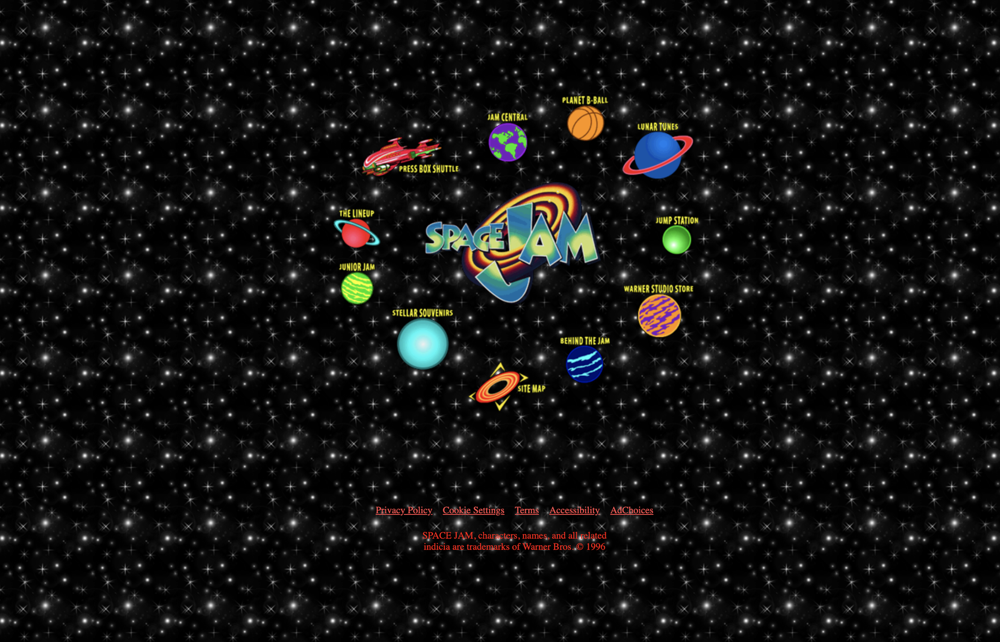 PLANET B-BALL
JAM CENTRAL
LUNAR TUNES
PRESS BOX SHUTTLE
THE LINEUP
SPACE JAM
JUMP STATION
JUNIOR JAM
WARNER STUDIO STORE
STELLAR SOUVENIRS
BEHIND THE JAM
SITE MAP
Privacy Policy Cookie Settings Terms Accessibility AdChoices
SPACE JAM, characters, names, and all related
indicia are trademarks of Warner Bros. © 1996